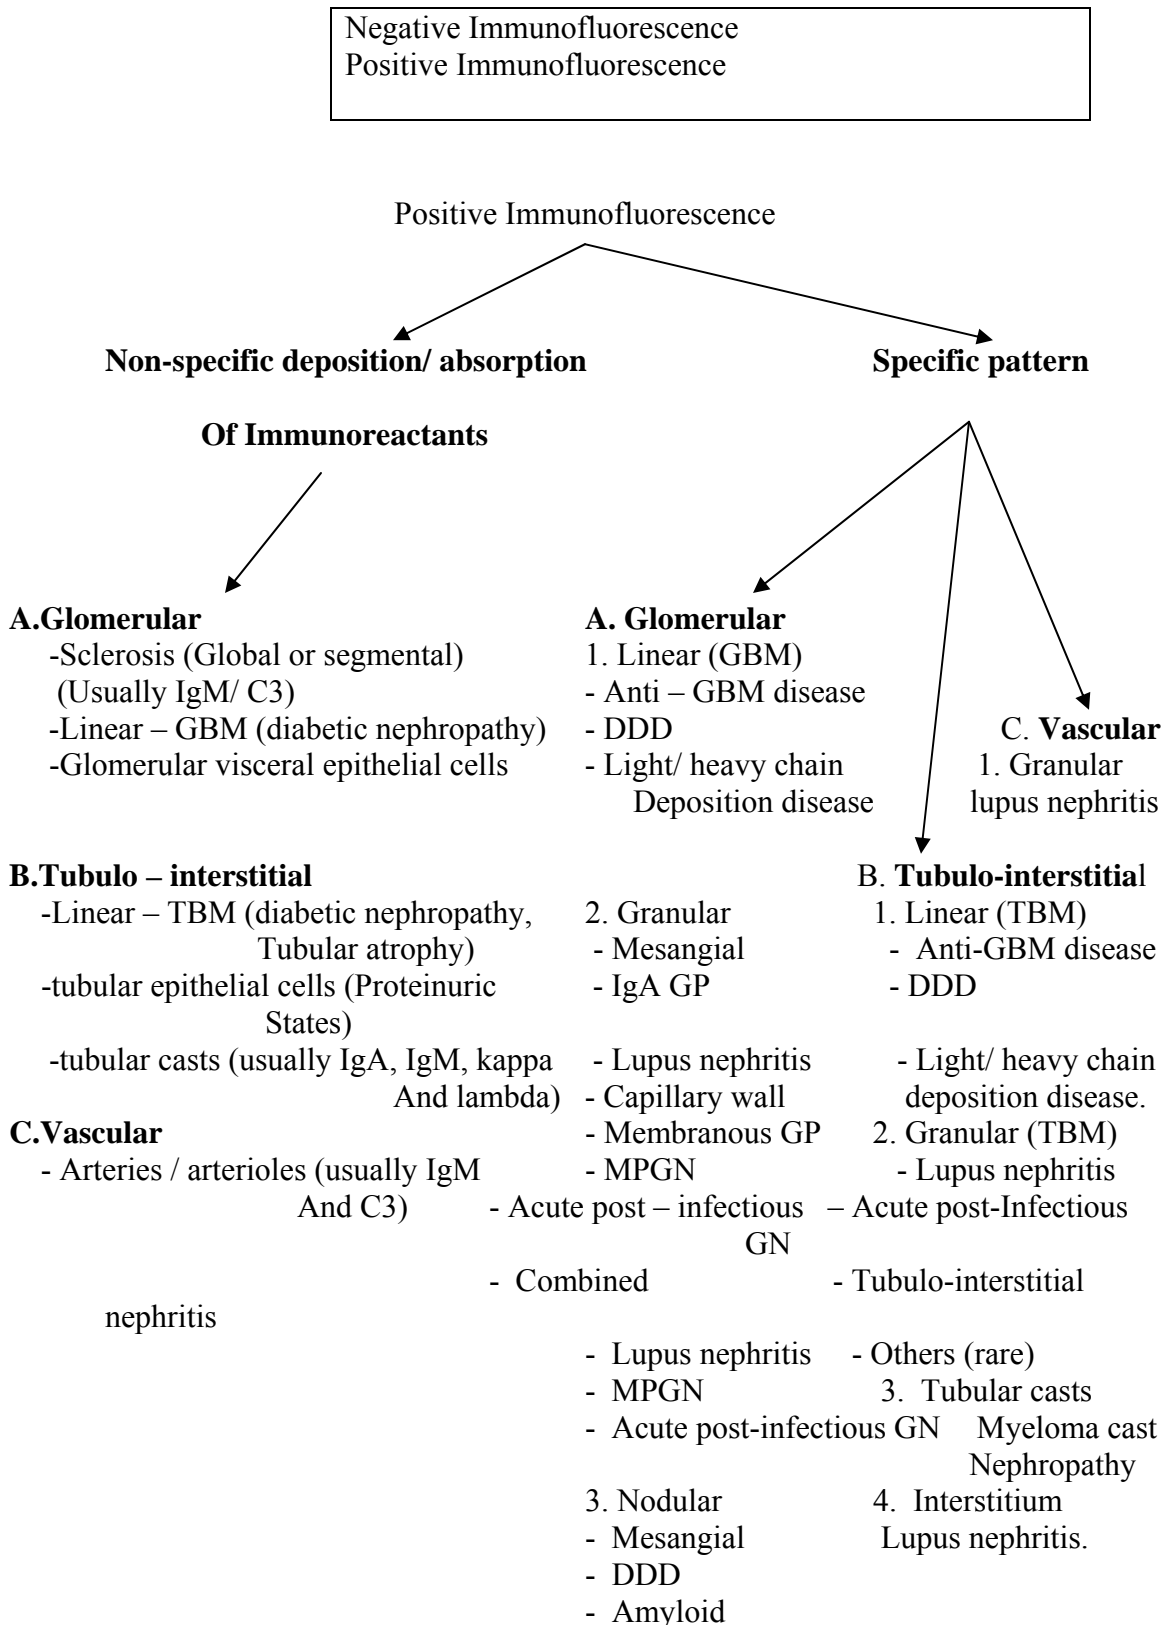 Negative Immunofluorescence
Positive Immunofluorescence
Positive Immunofluorescence
Non-specific deposition/ absorption
Of Immunoreactants
Specific pattern
A.Glomerular
-Sclerosis (Global or segmental)
(Usually IgM/ C3)
-Linear – GBM (diabetic nephropathy)
-Glomerular visceral epithelial cells
B.Tubulo – interstitial
-Linear – TBM (diabetic nephropathy,
Tubular atrophy)
-tubular epithelial cells (Proteinuric
States)
-tubular casts (usually IgA, IgM, kappa
And lambda)
C.Vascular
- Arteries / arterioles (usually IgM
And C3)
A. Glomerular
1. Linear (GBM)
- Anti – GBM disease
- DDD
- Light/ heavy chain
Deposition disease
2. Granular
- Mesangial
- IgA GP
- Lupus nephritis
- Capillary wall
- Membranous GP
- MPGN
- Acute post – infectious
GN
- Combined
- Lupus nephritis
- MPGN
- Acute post-infectious GN
3. Nodular
- Mesangial
- DDD
- Amyloid
C. Vascular
1. Granular
lupus nephritis
B. Tubulo-interstitial
1. Linear (TBM)
- Anti-GBM disease
- DDD
- Light/ heavy chain
deposition disease.
2. Granular (TBM)
- Lupus nephritis
– Acute post-Infectious
- Tubulo-interstitial
nephritis
- Others (rare)
3. Tubular casts
Myeloma cast
Nephropathy
4. Interstitium
Lupus nephritis.